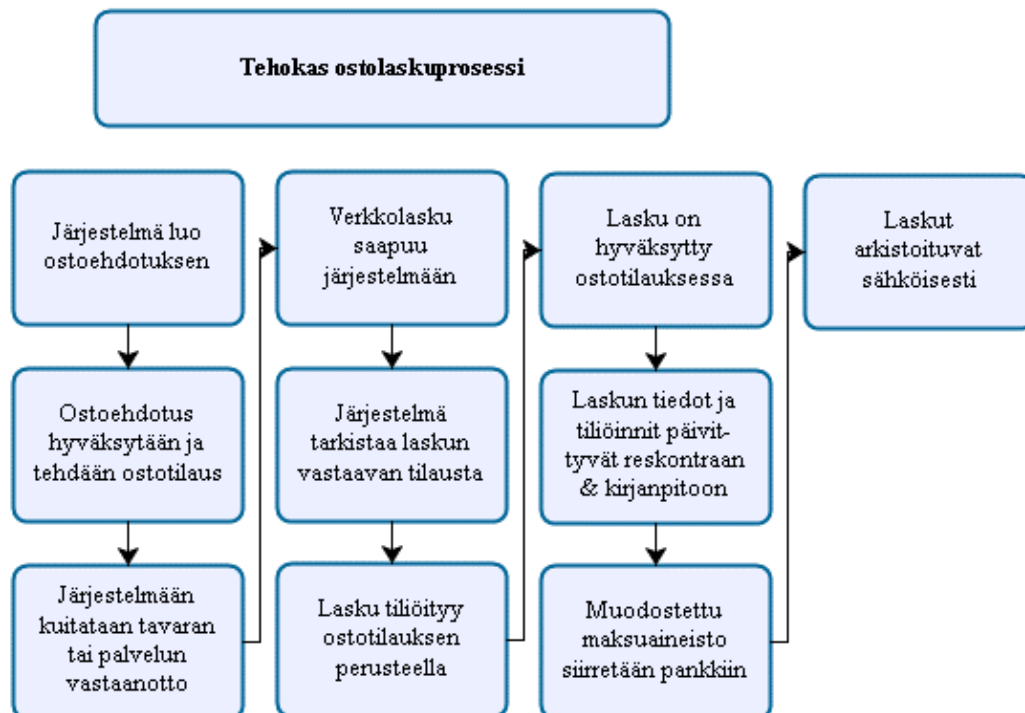 Tehokas ostolaskuprosessi
Järjestelmä luo
ostoehdotuksen
Ostoehdotus
hyväksytään ja
tehdään ostotilaus
Järjestelmään
kuitataan tavaran
tai palvelun
vastaanotto
Verkkolasku
saapuu
järjestelmään
Järjestelmä
tarkistaa laskun
vastaavan tilausta
Lasku tiliöityy
ostotilauksen
perusteella
Lasku on
hyväksytty
ostotilauksessa
Laskun tiedot ja
tiliöinnit päivit-
tyvät reskontraan
& kirjanpitoon
Muodostettu
maksuaineisto
siirretään pankkiin
Laskut
arkistoituvat
sähköisesti